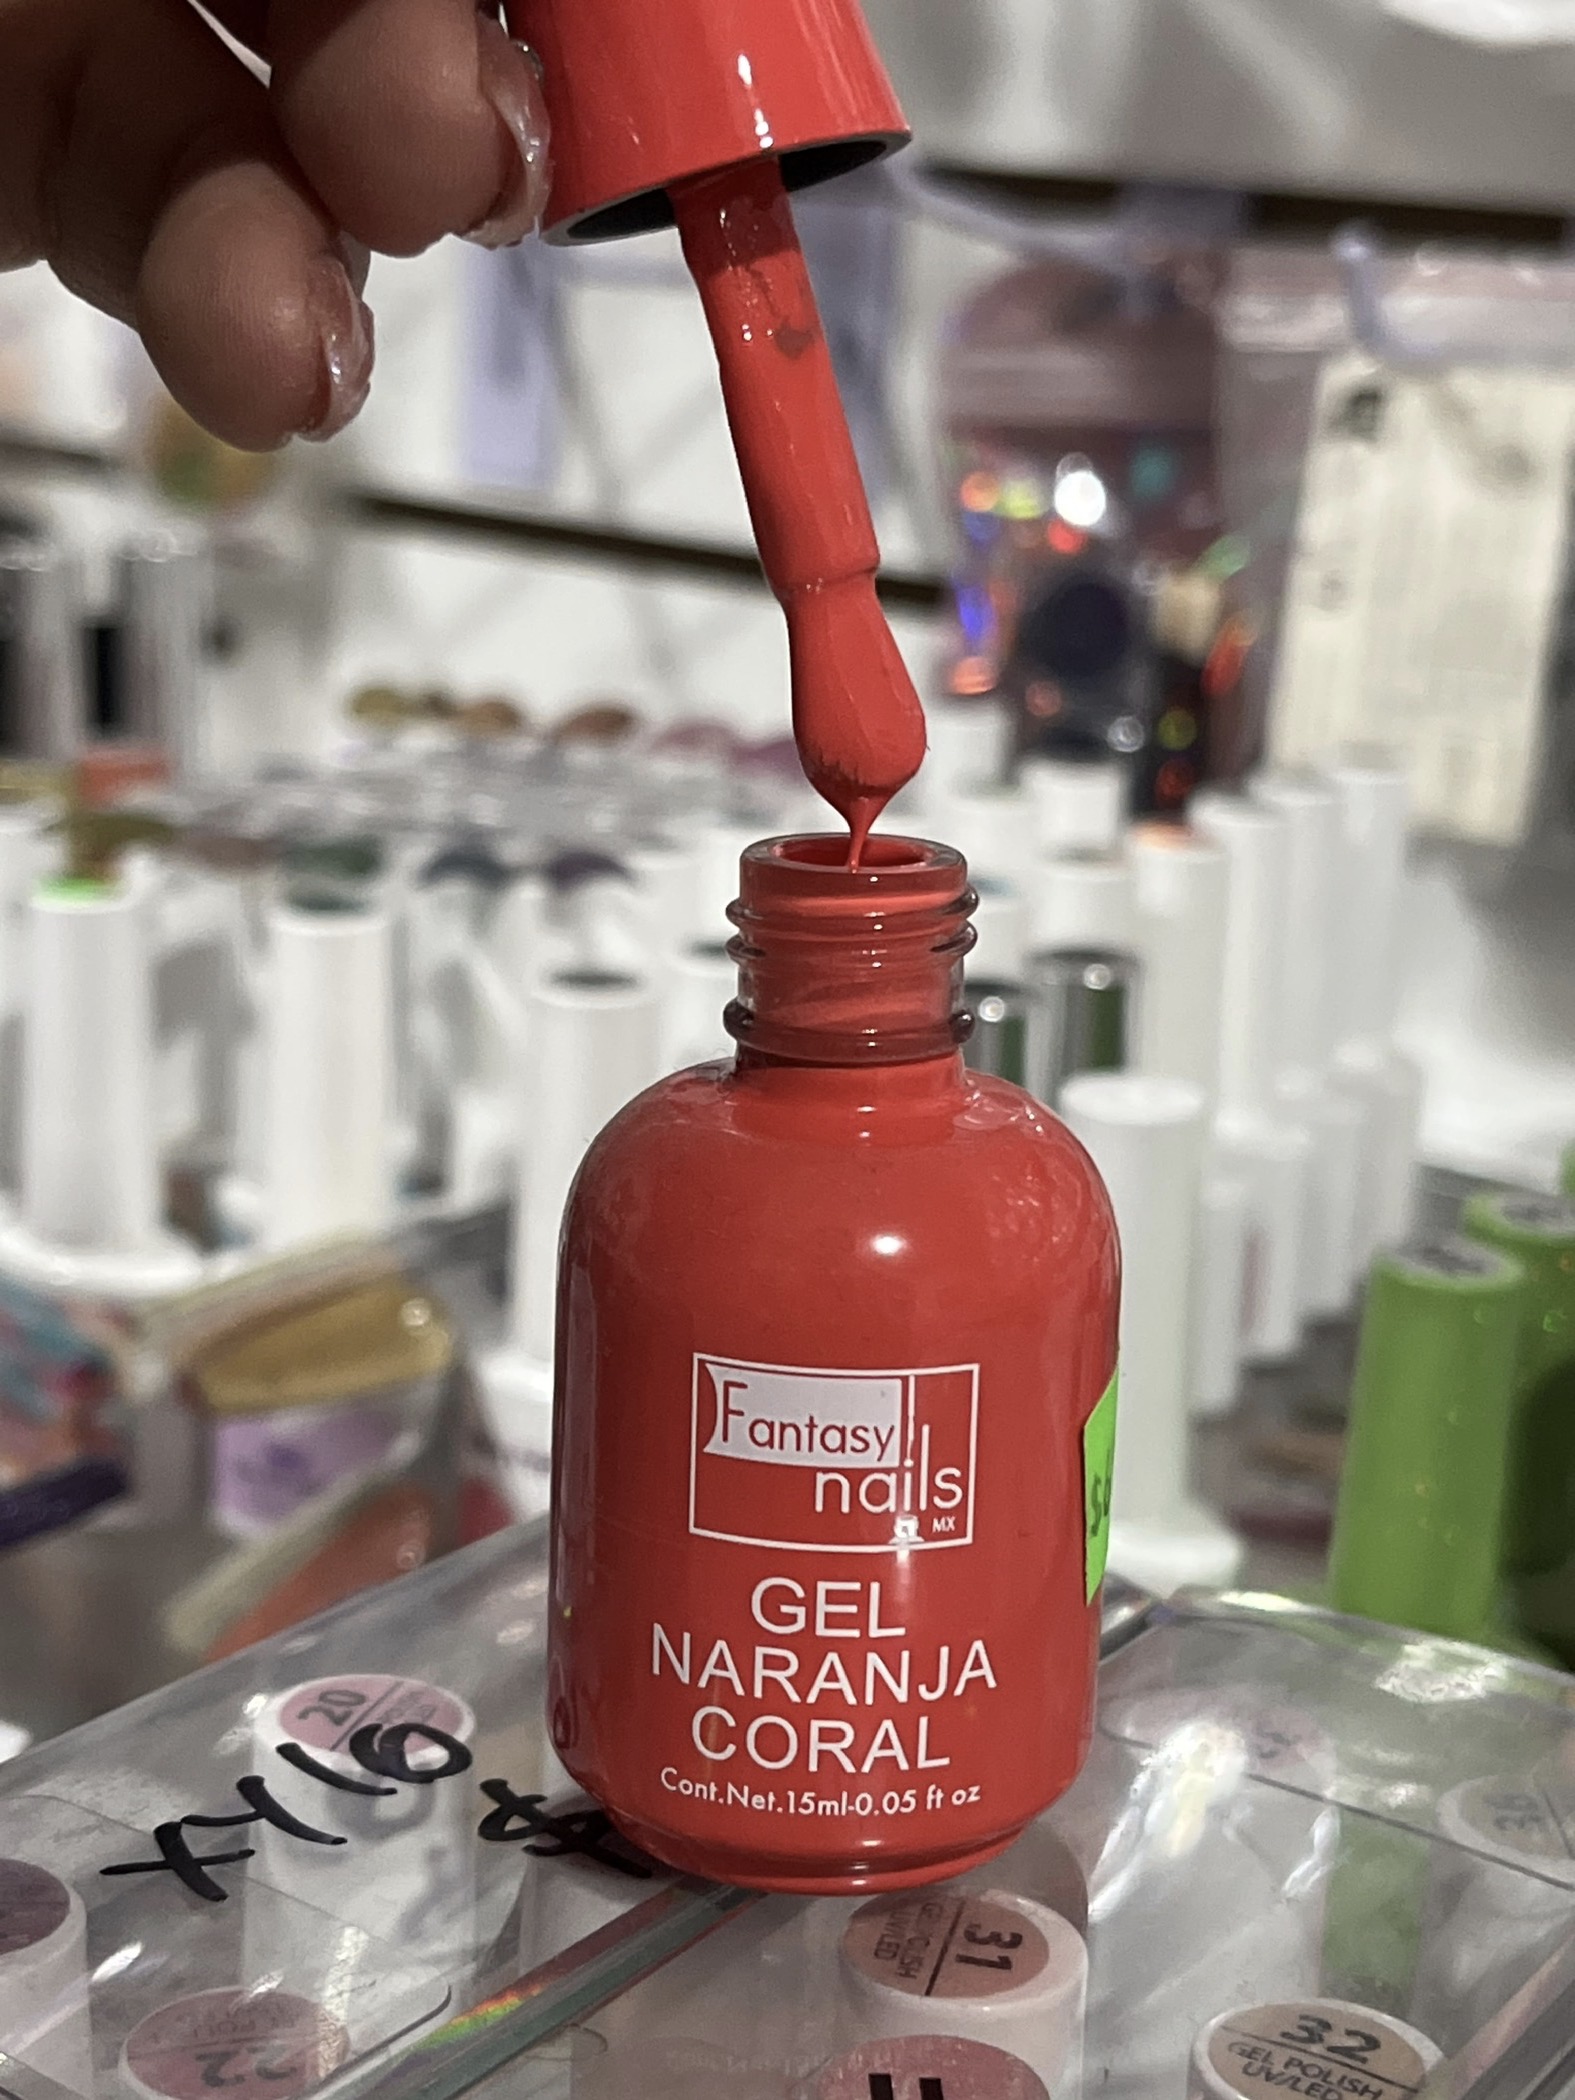 Fantasy
nails
MX
GEL
NARANJA
CORAL
Cont.Net.15ml-0.05 ft oz
20
31
GEL POLISH
UV/LED
32
GEL POLISH
UV/LED
22